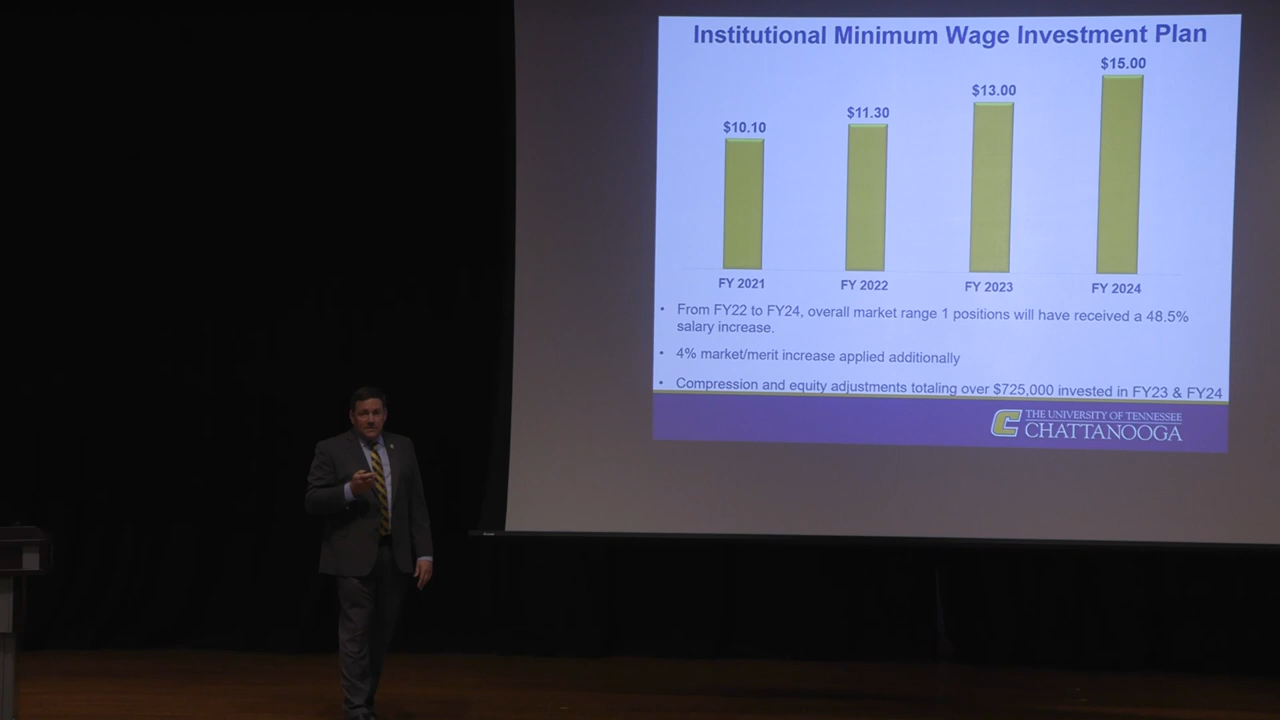 Institutional Minimum Wage Investment Plan
$15.00
$13.00
$11.30
$10.10
FY 2021
FY 2022
FY 2023
FY 2024
• From FY22 to FY24, overall market range 1 positions will have received a 48.5%
salary increase.
• 4% market/merit increase applied additionally
• Compression and equity adjustments totaling over $725,000 invested in FY23 & FY24
C THE UNIVERSITY OF TENNESSEE
CHATTANOOGA